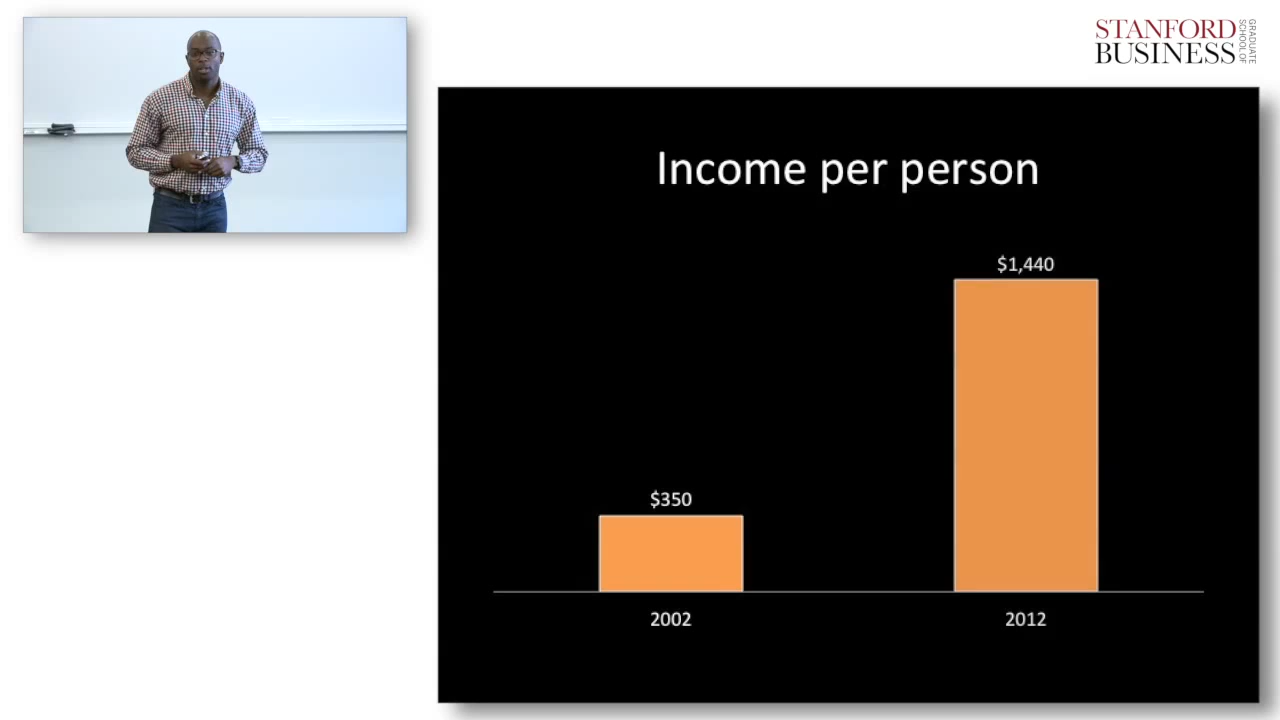 STANFORD
BUSINESS
GRADUATE
SCHOOL OF
Income per person
$1,440
$350
2002
2012